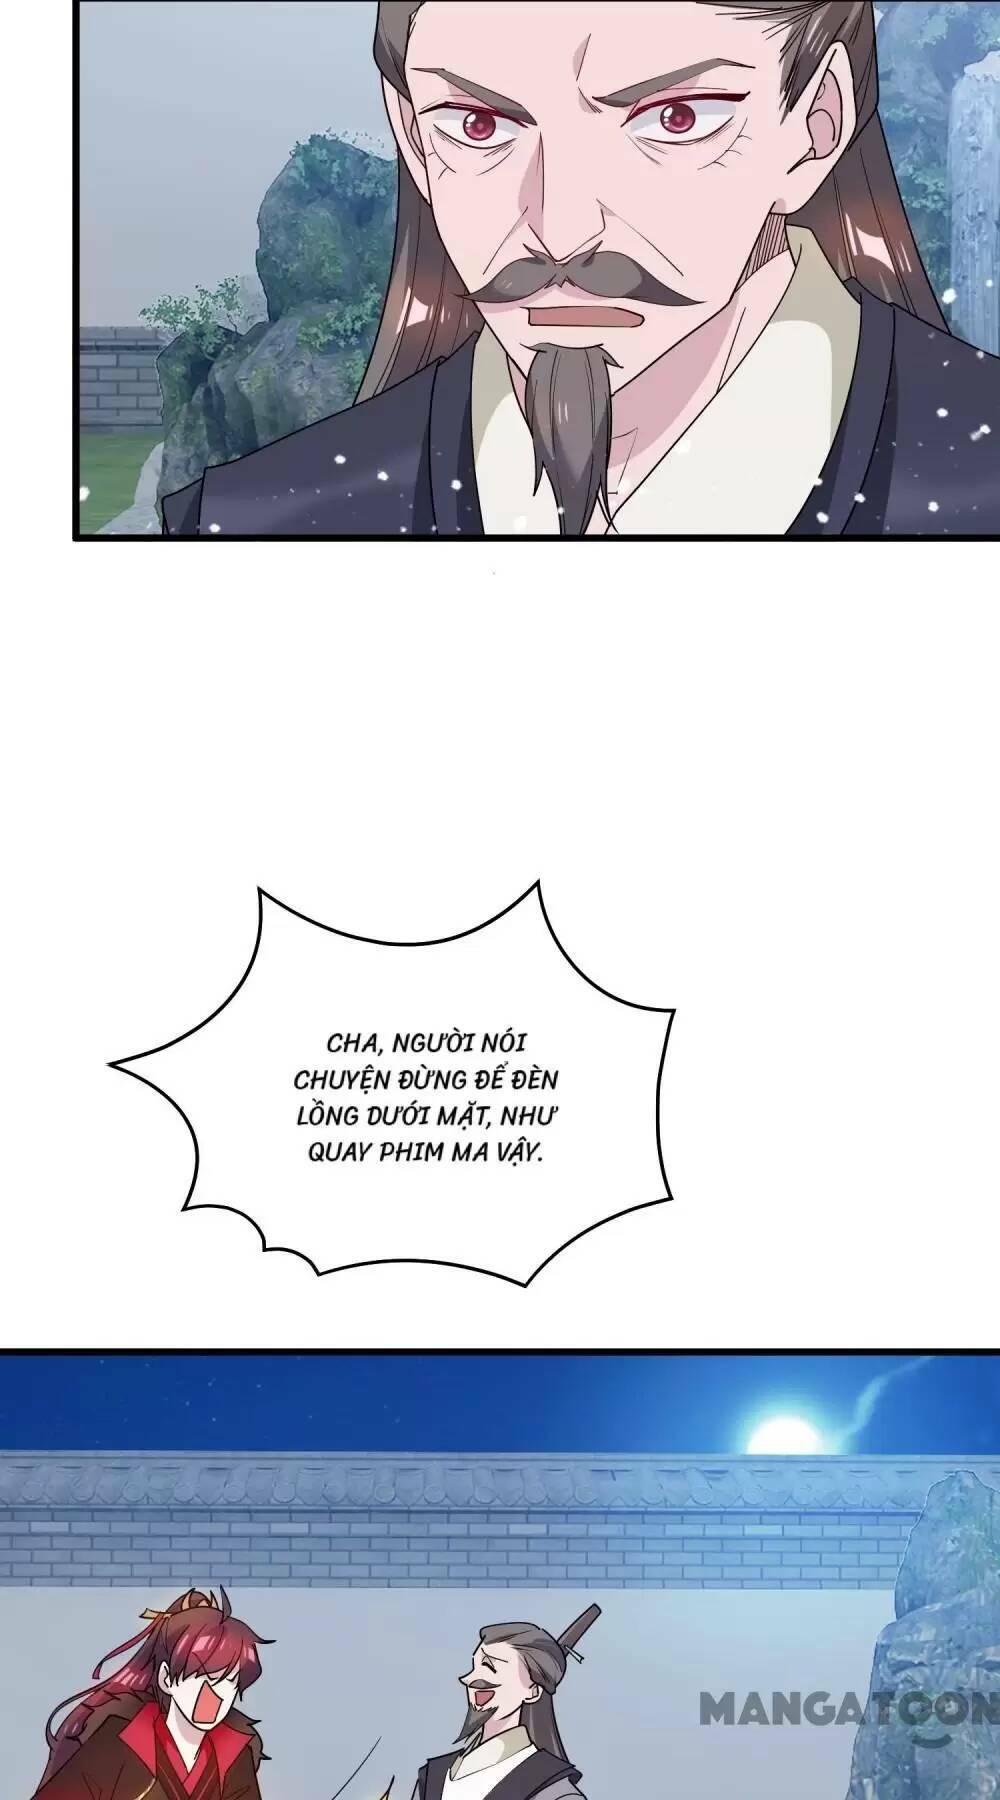 CHA, NGƯỜI NÓI
CHUYỆN ĐỪNG ĐỂ ĐÈN
LỒNG DƯỚI MẶT, NHƯ
QUAY PHIM MA VẬY.
MANGATOON